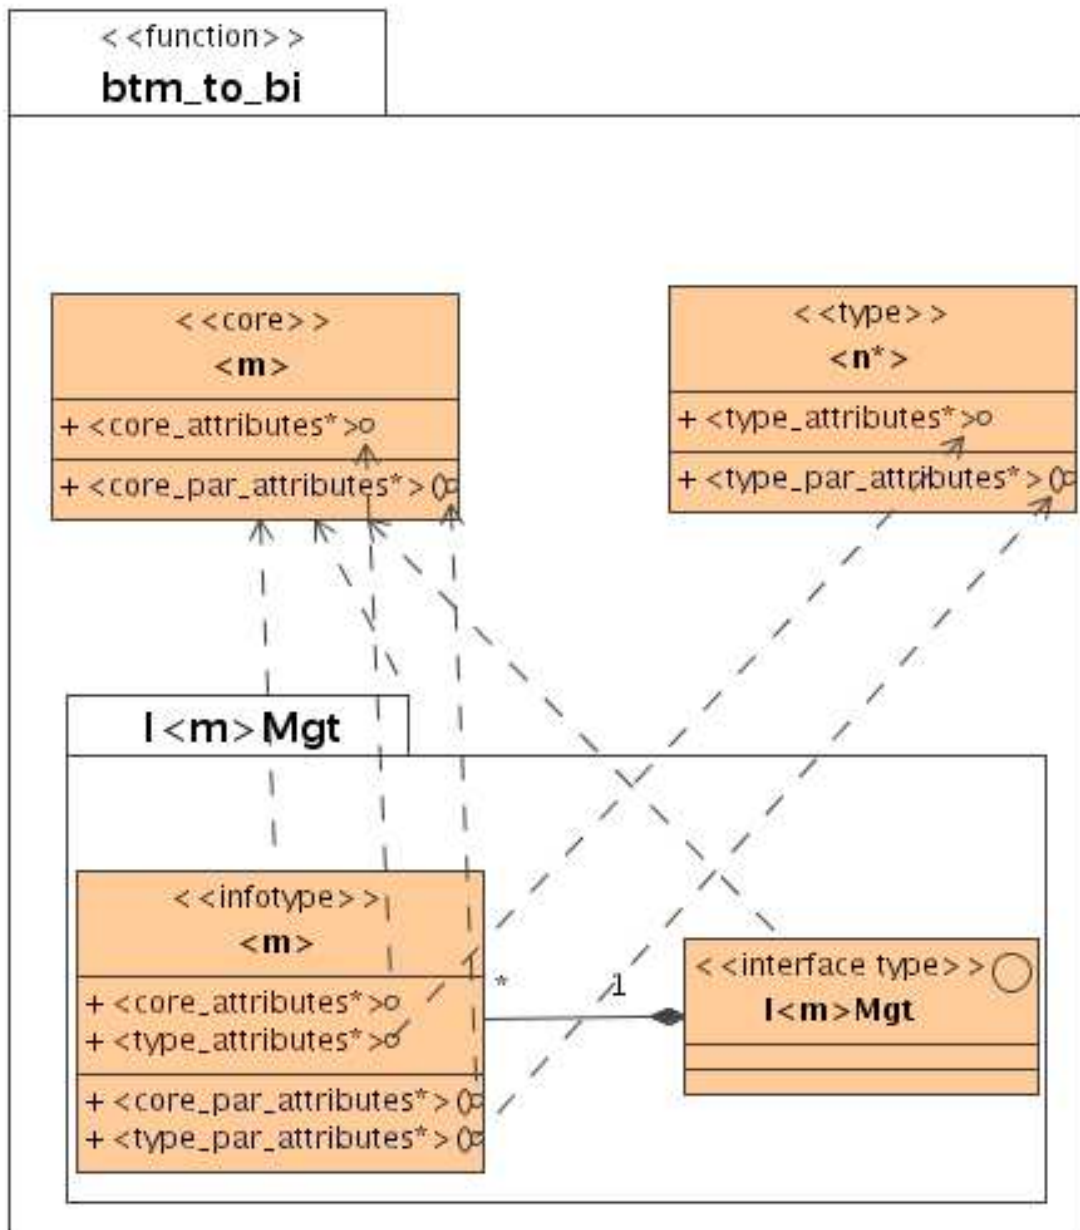 <<function>>
btm_to_bi
<<core>>
<m>
+ <core_attributes*>
+ <core_par_attributes*>()
<<type>>
<n*>
+ <type_attributes*>
+ <type_par_attributes*>()
I<m>Mgt
<<infotype>>
<m>
+ <core_attributes*>
+ <type_attributes*>
+ <core_par_attributes*>()
+ <type_par_attributes*>()
*
1
<<interface type>>
I<m>Mgt